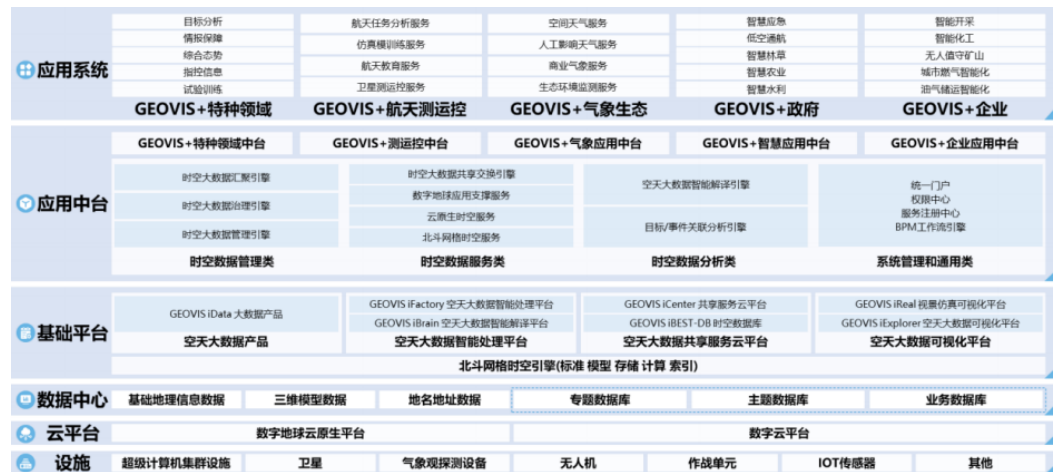 应用系统
目标分析
情报保障
综合态势
指控信息
试验训练
GEOVIS+特种领域
航天任务分析服务
仿真模训练服务
航天教育服务
卫星测运控服务
GEOVIS+航天测运控
空间天气服务
人工影响天气服务
商业气象服务
生态环境监测服务
GEOVIS+气象生态
智慧应急
低空通航
智慧林草
智慧农业
智慧水利
GEOVIS+政府
智能开采
智能化工
无人值守矿山
城市燃气智能化
油气储运智能化
GEOVIS+企业
应用中台
GEOVIS+特种领域中台
GEOVIS+测运控中台
GEOVIS+气象应用中台
GEOVIS+智慧应用中台
GEOVIS+企业应用中台
时空大数据汇聚引擎
时空大数据治理引擎
时空大数据管理引擎
时空数据管理类
时空大数据共享交换引擎
数字地球应用支撑服务
云原生时空服务
北斗网格时空服务
时空数据服务类
空天大数据智能解译引擎
目标/事件关联分析引擎
时空数据分析类
统一门户
权限中心
服务注册中心
BPM工作流引擎
系统管理和通用类
基础平台
GEOVIS iData 大数据产品
空天大数据产品
GEOVIS iFactory 空天大数据智能处理平台
GEOVIS iBrain 空天大数据智能解译平台
空天大数据智能处理平台
GEOVIS iCenter 共享服务云平台
GEOVIS iBEST-DB 时空数据库
空天大数据共享服务云平台
GEOVIS iReal 视景仿真可视化平台
GEOVIS iExplorer 空天大数据可视化平台
空天大数据可视化平台
北斗网格时空引擎(标准 模型 存储 计算 索引)
数据中心
基础地理信息数据
三维模型数据
地名地址数据
专题数据库
主题数据库
业务数据库
云平台
数字地球云原生平台
数字云平台
设施
超级计算机集群设施
卫星
气象观探测设备
无人机
作战单元
IOT传感器
其他